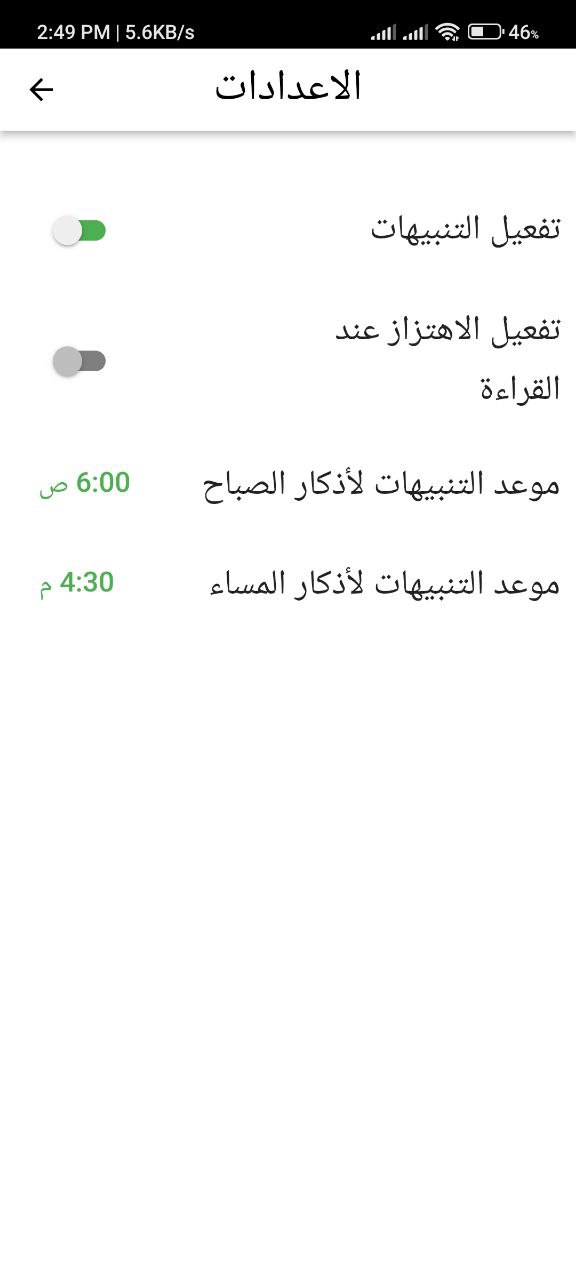 2:49 PM | 5.6KB/s 46%
الاعدادات
تفعيل التنبيهات
تفعيل الاهتزاز عند
القراءة
موعد التنبيهات لأذكار الصباح 6:00 ص
موعد التنبيهات لأذكار المساء 4:30 م